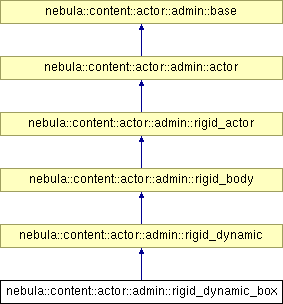 nebula::content::actor::admin::base
nebula::content::actor::admin::actor
nebula::content::actor::admin::rigid_actor
nebula::content::actor::admin::rigid_body
nebula::content::actor::admin::rigid_dynamic
nebula::content::actor::admin::rigid_dynamic_box